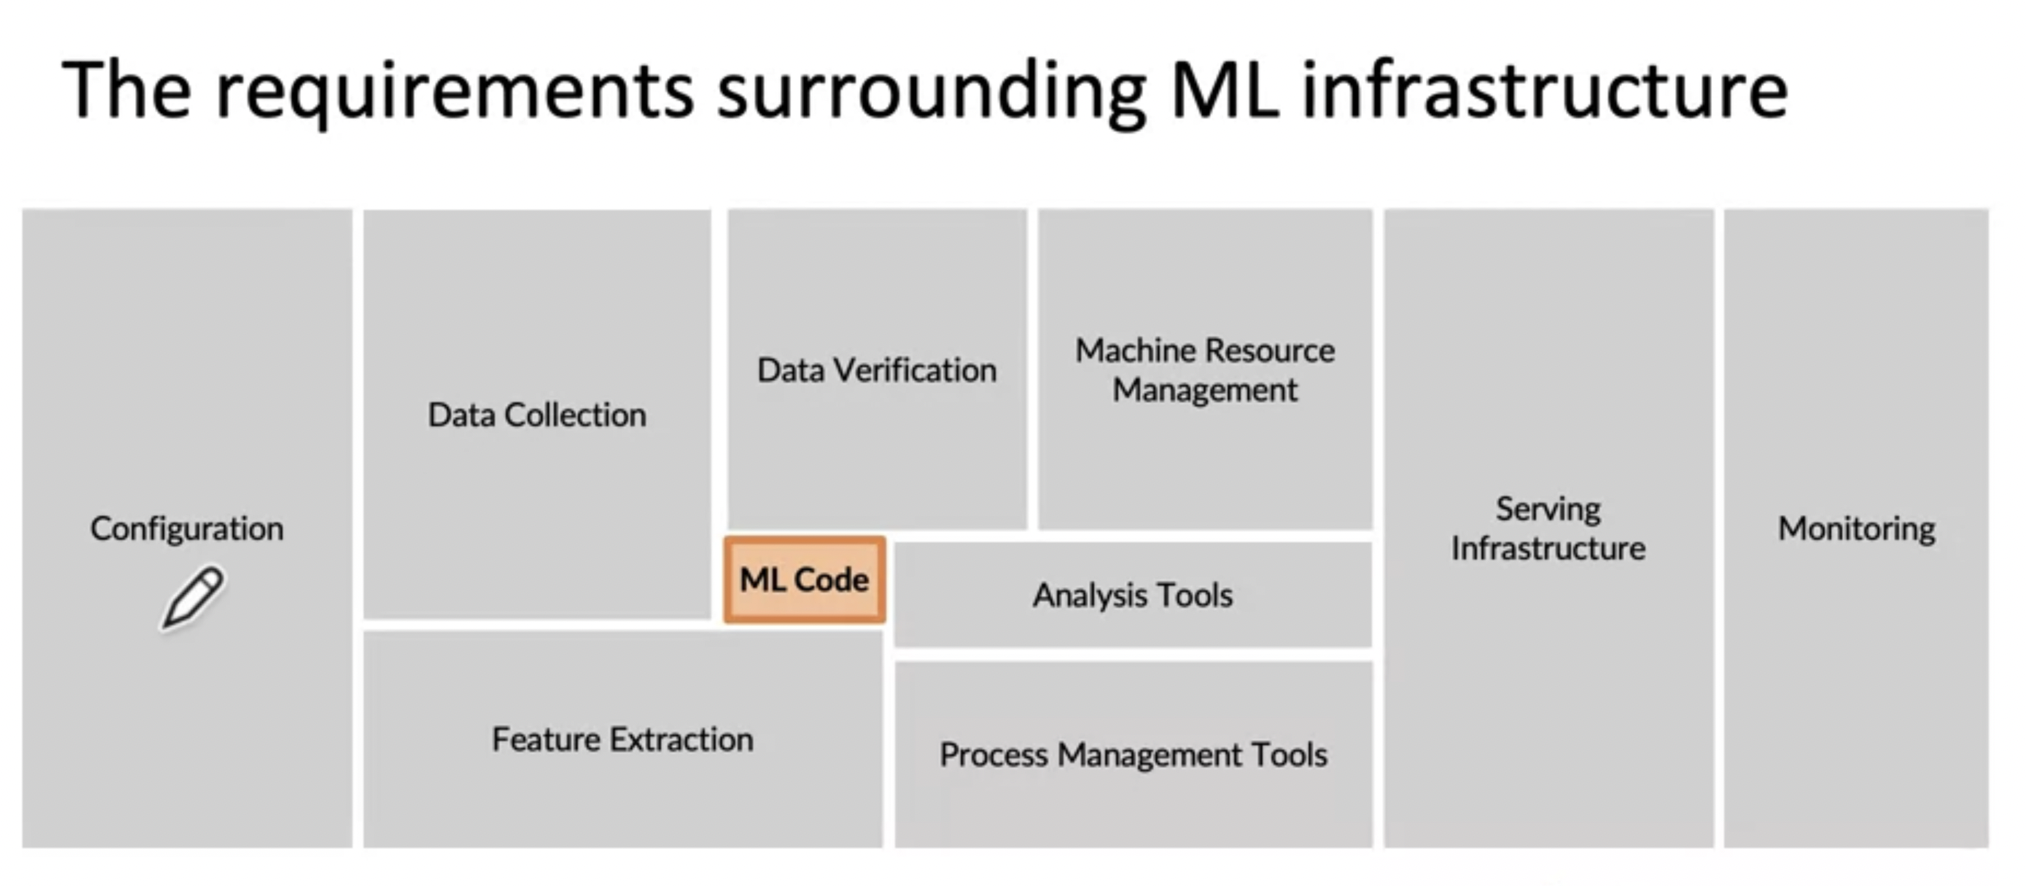 The requirements surrounding ML infrastructure
Configuration
Data Collection
Data Verification
Machine Resource
Management
ML Code
Analysis Tools
Feature Extraction
Process Management Tools
Serving
Infrastructure
Monitoring